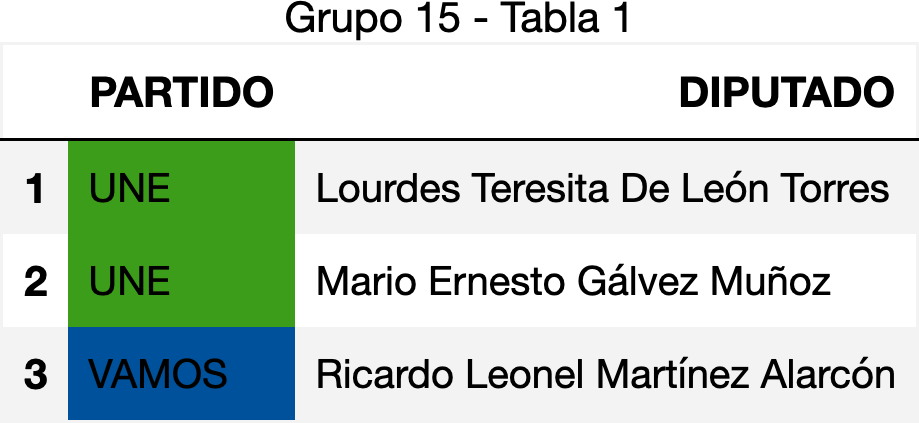 Grupo 15 - Tabla 1
PARTIDO DIPUTADO
1 UNE Lourdes Teresita De León Torres
2 UNE Mario Ernesto Gálvez Muñoz
3 VAMOS Ricardo Leonel Martínez Alarcón